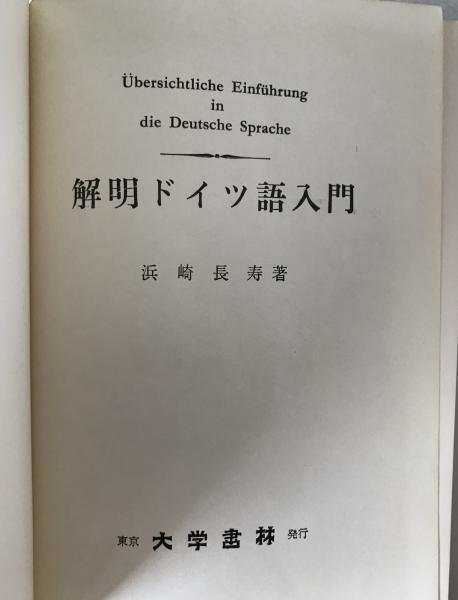 Übersichtliche Einführung
in
die Deutsche Sprache
解明ドイツ語入門
浜崎長寿著
東京 大学書林 発行